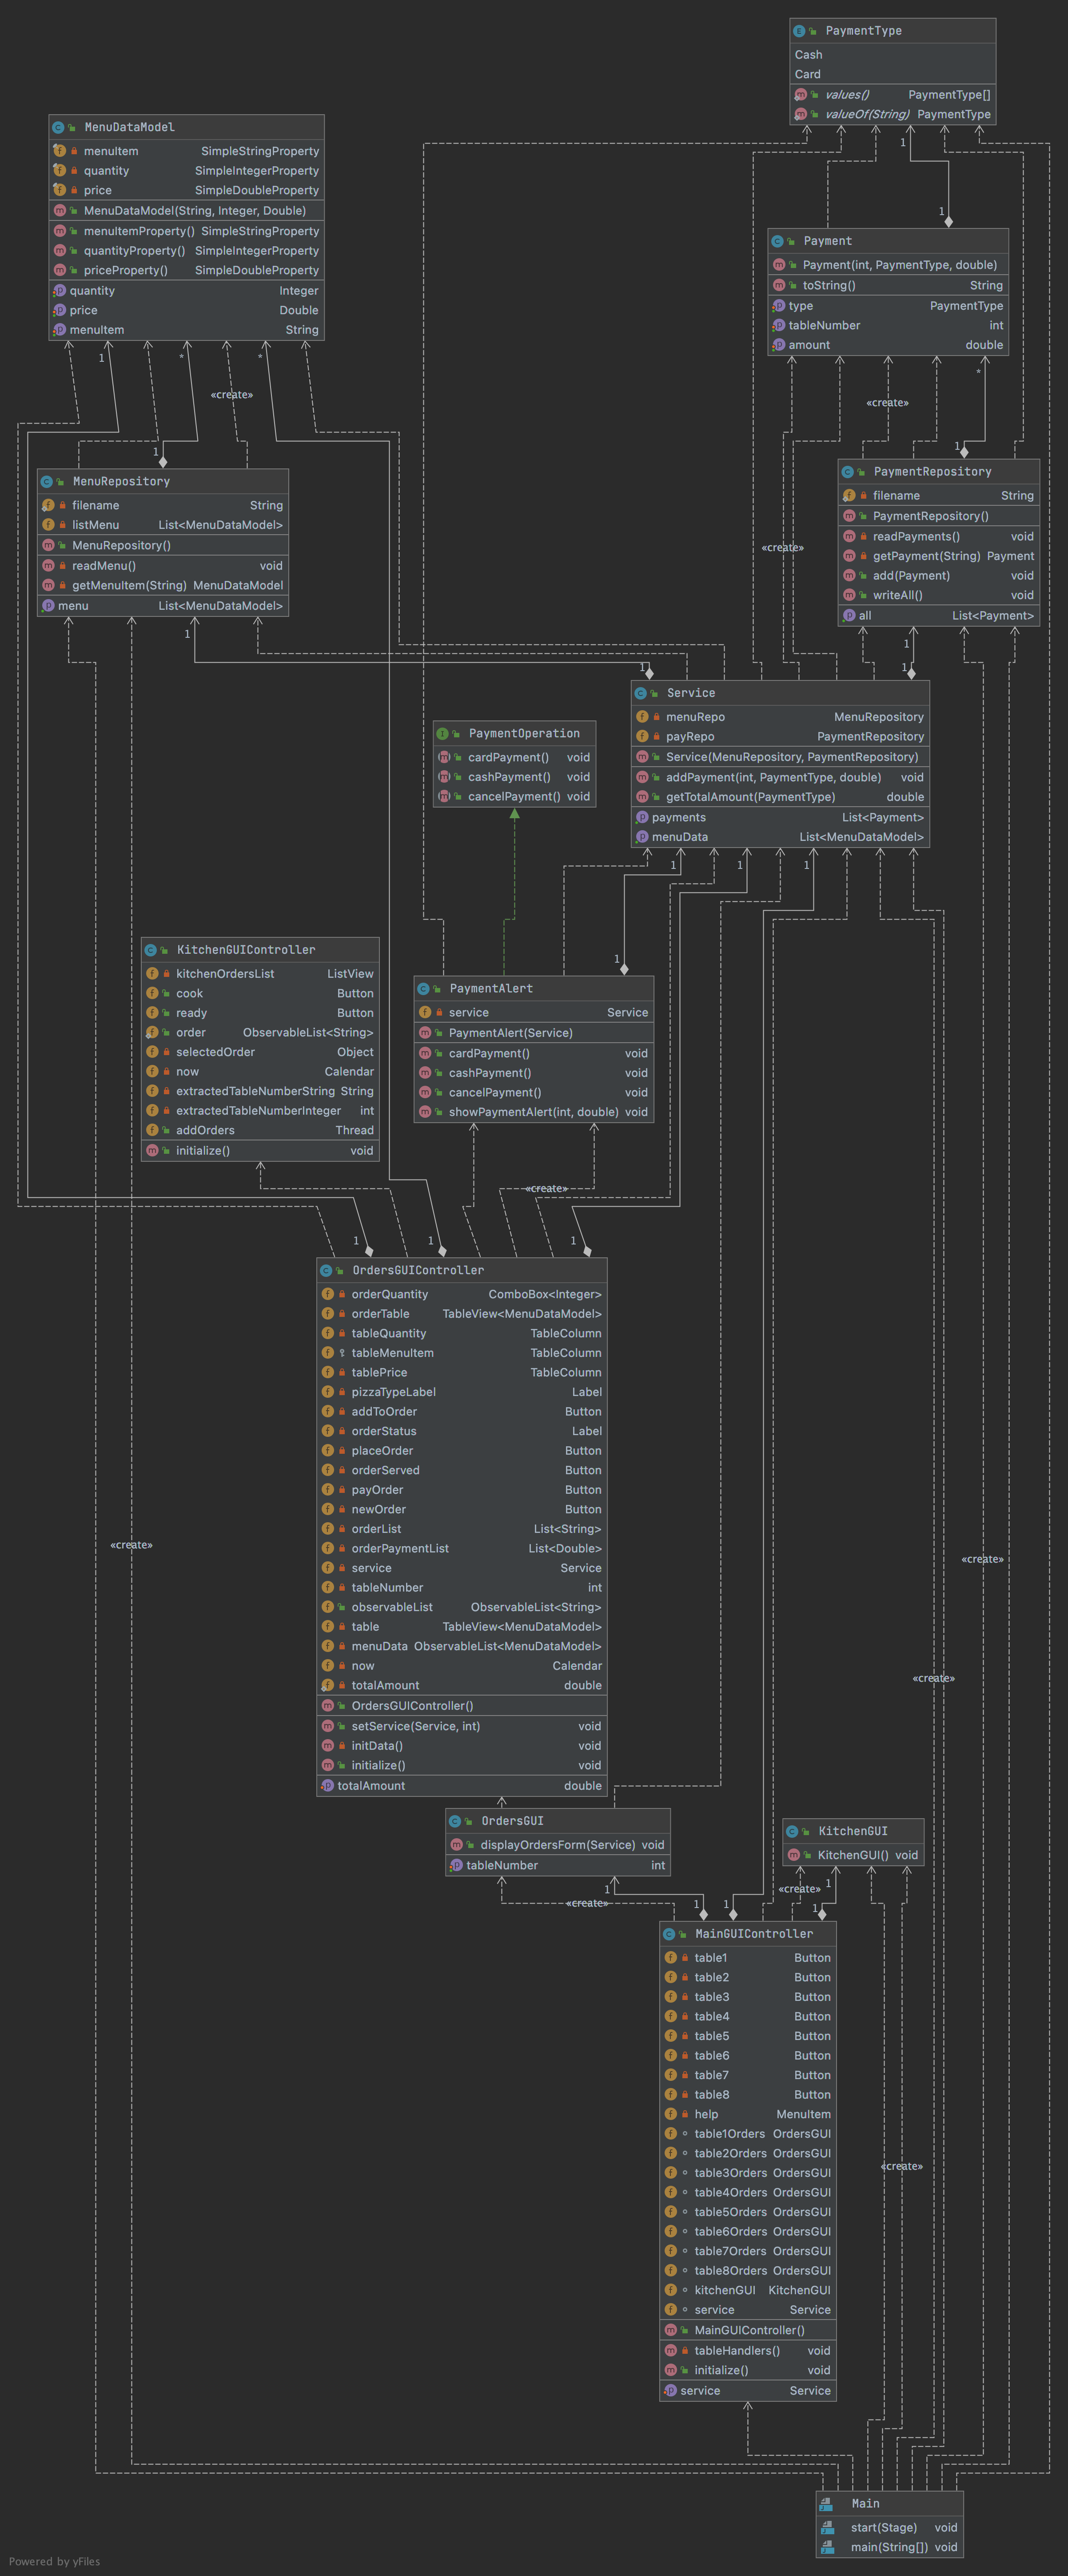 PaymentType
Cash
Card
values() PaymentType[]
valueOf(String) PaymentType
1
1
MenuDataModel
menuItem SimpleStringProperty
quantity SimpleIntegerProperty
price SimpleDoubleProperty
MenuDataModel(String, Integer, Double)
menuItemProperty() SimpleStringProperty
quantityProperty() SimpleIntegerProperty
priceProperty() SimpleDoubleProperty
quantity Integer
price Double
menuItem String
1
*
*
«create»
1
Payment
Payment(int, PaymentType, double)
toString() String
type PaymentType
tableNumber int
amount double
*
«create»
1
MenuRepository
filename String
listMenu List<MenuDataModel>
MenuRepository()
readMenu() void
getMenuItem(String) MenuDataModel
menu List<MenuDataModel>
1
«create»
PaymentRepository
filename String
PaymentRepository()
readPayments() void
getPayment(String) Payment
add(Payment) void
writeAll() void
all List<Payment>
1
1
1
Service
menuRepo MenuRepository
payRepo PaymentRepository
Service(MenuRepository, PaymentRepository)
addPayment(int, PaymentType, double) void
getTotalAmount(PaymentType) double
payments List<Payment>
menuData List<MenuDataModel>
1
1
1
PaymentOperation
cardPayment() void
cashPayment() void
cancelPayment() void
KitchenGUIController
kitchenOrdersList ListView
cook Button
ready Button
order ObservableList<String>
selectedOrder Object
now Calendar
extractedTableNumberString String
extractedTableNumberInteger int
addOrders Thread
initialize() void
1
PaymentAlert
service Service
PaymentAlert(Service)
cardPayment() void
cashPayment() void
cancelPayment() void
showPaymentAlert(int, double) void
«create»
1
1
1
OrdersGUIController
orderQuantity ComboBox<Integer>
orderTable TableView<MenuDataModel>
tableQuantity TableColumn
tableMenuItem TableColumn
tablePrice TableColumn
pizzaTypeLabel Label
addToOrder Button
orderStatus Label
placeOrder Button
orderServed Button
payOrder Button
newOrder Button
orderList List<String>
orderPaymentList List<Double>
service Service
tableNumber int
observableList ObservableList<String>
table TableView<MenuDataModel>
menuData ObservableList<MenuDataModel>
now Calendar
totalAmount double
OrdersGUIController()
setService(Service, int) void
initData() void
initialize() void
totalAmount double
«create»
«create»
«create»
OrdersGUI
displayOrdersForm(Service) void
tableNumber int
KitchenGUI
KitchenGUI() void
1
«create»
1
«create»
1
1
1
MainGUIController
table1 Button
table2 Button
table3 Button
table4 Button
table5 Button
table6 Button
table7 Button
table8 Button
help MenuItem
table1Orders OrdersGUI
table2Orders OrdersGUI
table3Orders OrdersGUI
table4Orders OrdersGUI
table5Orders OrdersGUI
table6Orders OrdersGUI
table7Orders OrdersGUI
table8Orders OrdersGUI
kitchenGUI KitchenGUI
service Service
MainGUIController()
tableHandlers() void
initialize() void
service Service
«create»
Main
start(Stage) void
main(String[]) void
Powered by yFiles